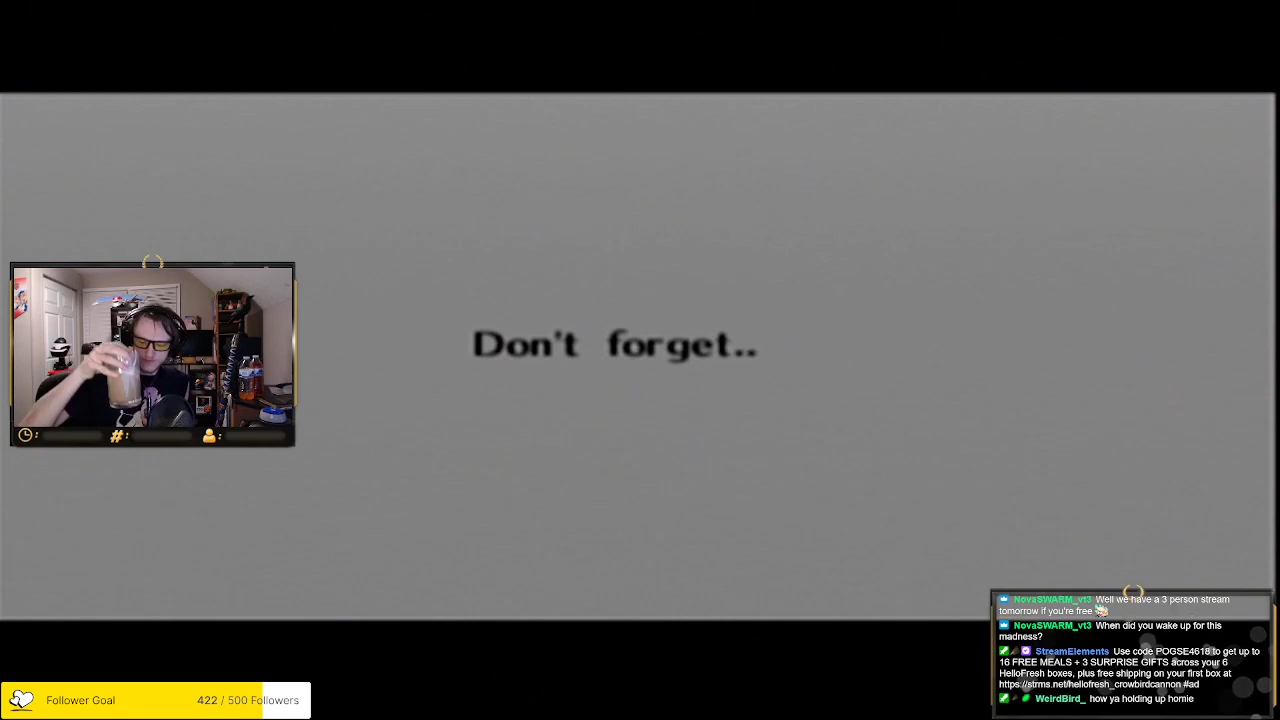 Don't forget..
: # : :
NovaSWARM_vt3 Well we have a 3 person stream
tomorrow if you're free
NovaSWARM_vt3 When did you wake up for this
madness?
StreamElements Use code POGSE4618 to get up to
16 FREE MEALS + 3 SURPRISE GIFTS across your 6
HelloFresh boxes, plus free shipping on your first box at
https://strms.net/hellofresh_crowbirdcannon #ad
WeirdBird_ how ya holding up homie
Follower Goal 422 / 500 Followers